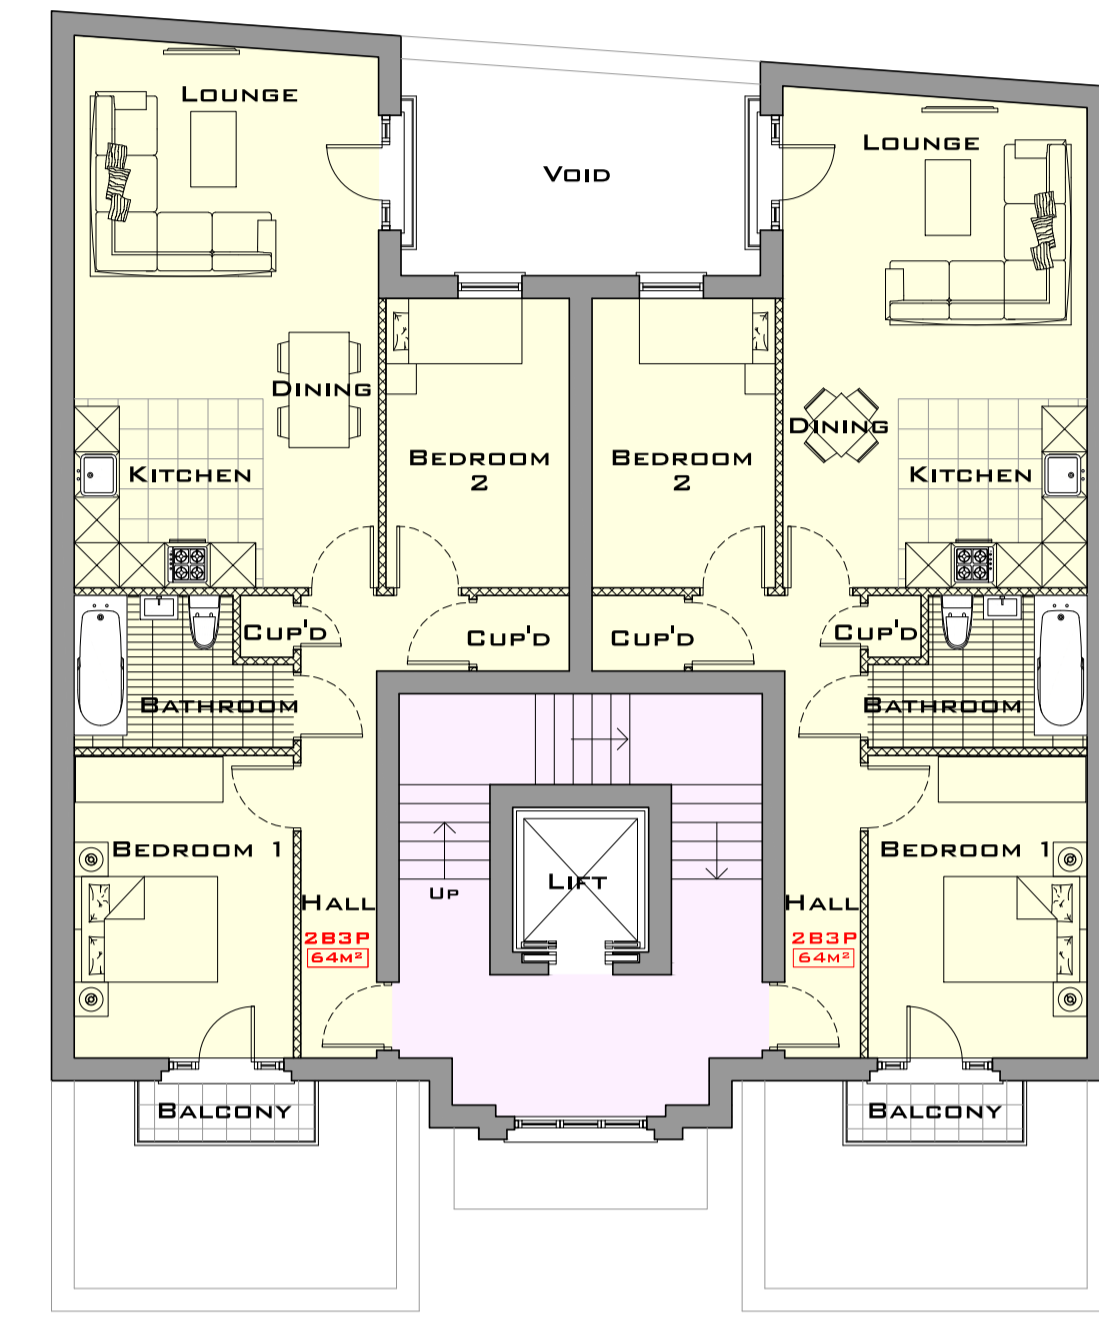 Lounge
Lounge
Void
Dining
Dining
Kitchen
Bedroom
2
Bedroom
2
Kitchen
Cup'd
Cup'd
Cup'd
Cup'd
Bathroom
Bathroom
Bedroom 1
Bedroom 1
Up
Lift
Hall
2B3P
64m²
Hall
2B3P
64m²
Balcony
Balcony